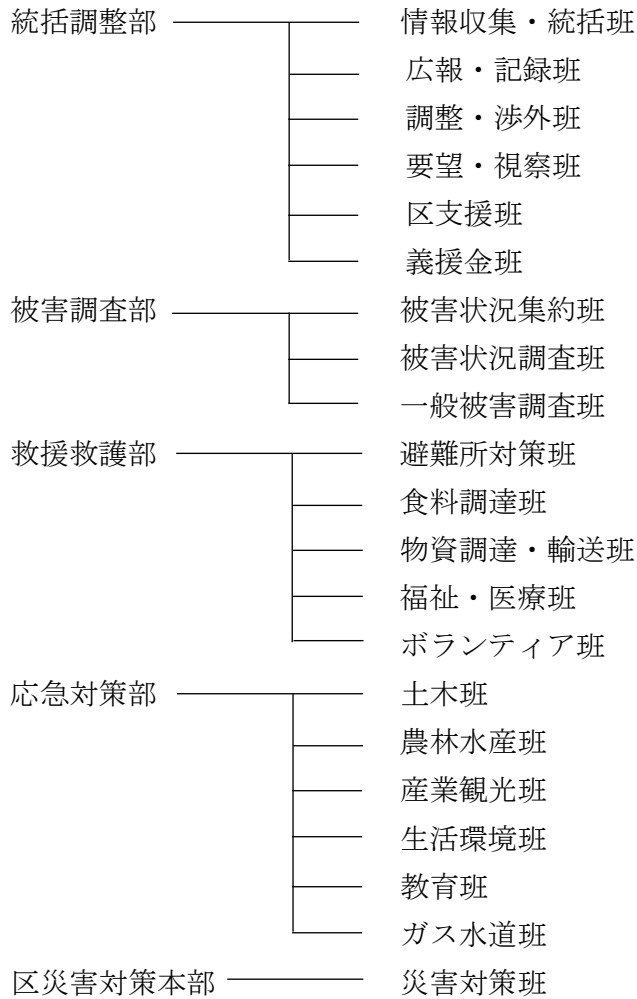 統括調整部 情報収集・統括班
広報・記録班
調整・渉外班
要望・視察班
区支援班
義援金班
被害調査部 被害状況集約班
被害状況調査班
一般被害調査班
救援救護部 避難所対策班
食料調達班
物資調達・輸送班
福祉・医療班
ボランティア班
応急対策部 土木班
農林水産班
産業観光班
生活環境班
教育班
ガス水道班
区災害対策本部 災害対策班